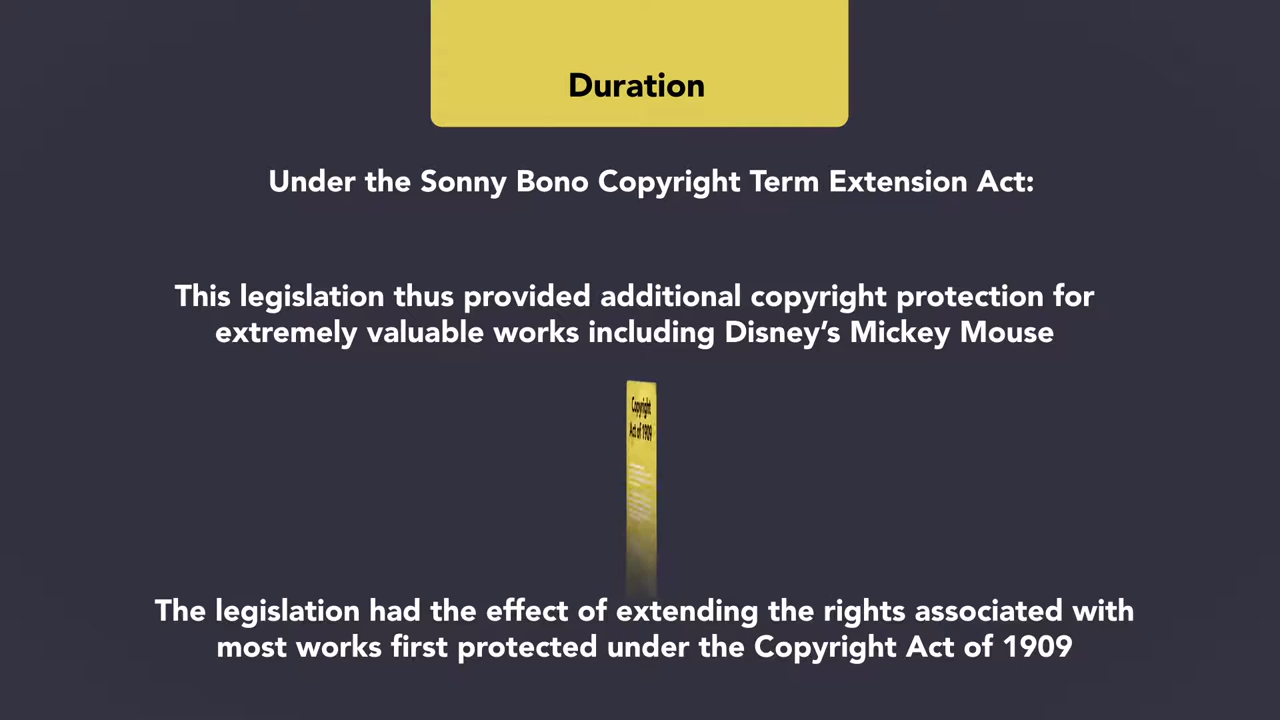 Duration
Under the Sonny Bono Copyright Term Extension Act:
This legislation thus provided additional copyright protection for
extremely valuable works including Disney’s Mickey Mouse
Copyright
Act of 1909
The legislation had the effect of extending the rights associated with
most works first protected under the Copyright Act of 1909